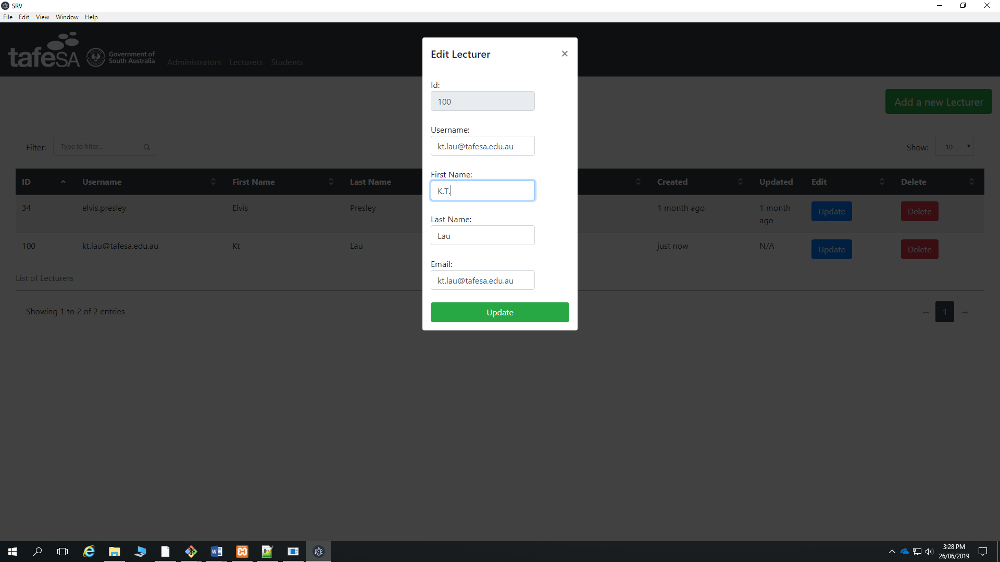 SRV
File Edit View Window Help
tafeSA
Government of
South Australia
Administrators Lecturers Students
Add a new Lecturer
Filter: Type to filter...
Show: 10
ID Username First Name Last Name Created Updated Edit Delete
34 elvis.presley Elvis Presley 1 month ago 1 month ago Update Delete
100 kt.lau@tafesa.edu.au Kt Lau just now N/A Update Delete
List of Lecturers
Showing 1 to 2 of 2 entries
← 1 →
Edit Lecturer ×
Id:
100
Username:
kt.lau@tafesa.edu.au
First Name:
K.T.
Last Name:
Lau
Email:
kt.lau@tafesa.edu.au
Update
3:28 PM
26/06/2019